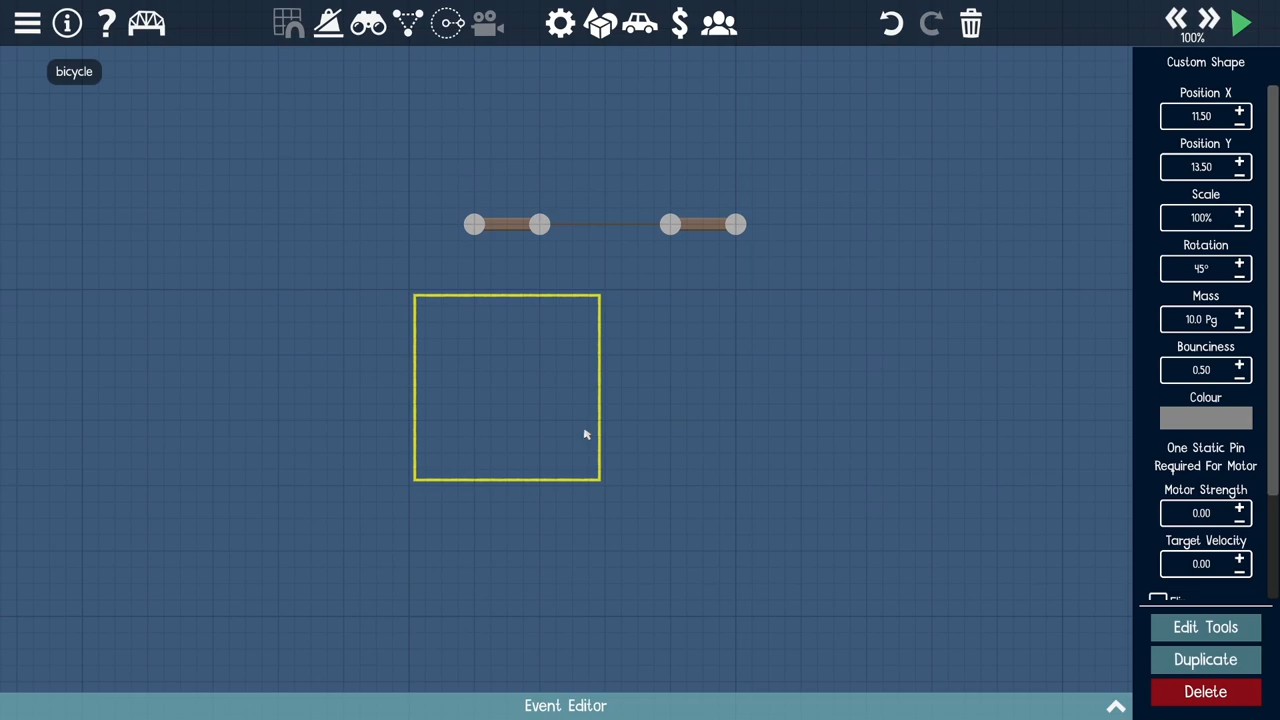 100%
bicycle
Custom Shape
Position X
11.50
Position Y
13.50
Scale
100%
Rotation
45º
Mass
10.0 Pg
Bounciness
0.50
Colour
One Static Pin
Required For Motor
Motor Strength
0.00
Target Velocity
0.00
Edit Tools
Duplicate
Delete
Event Editor